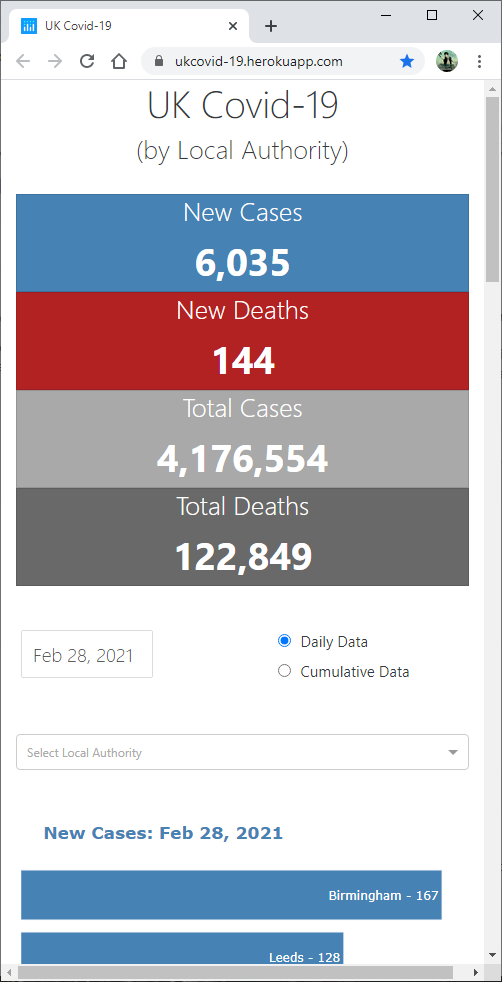 UK Covid-19
ukcovid-19.herokuapp.com
UK Covid-19
(by Local Authority)
New Cases
6,035
New Deaths
144
Total Cases
4,176,554
Total Deaths
122,849
Feb 28, 2021
Daily Data
Cumulative Data
Select Local Authority
New Cases: Feb 28, 2021
Birmingham - 167
Leeds - 128